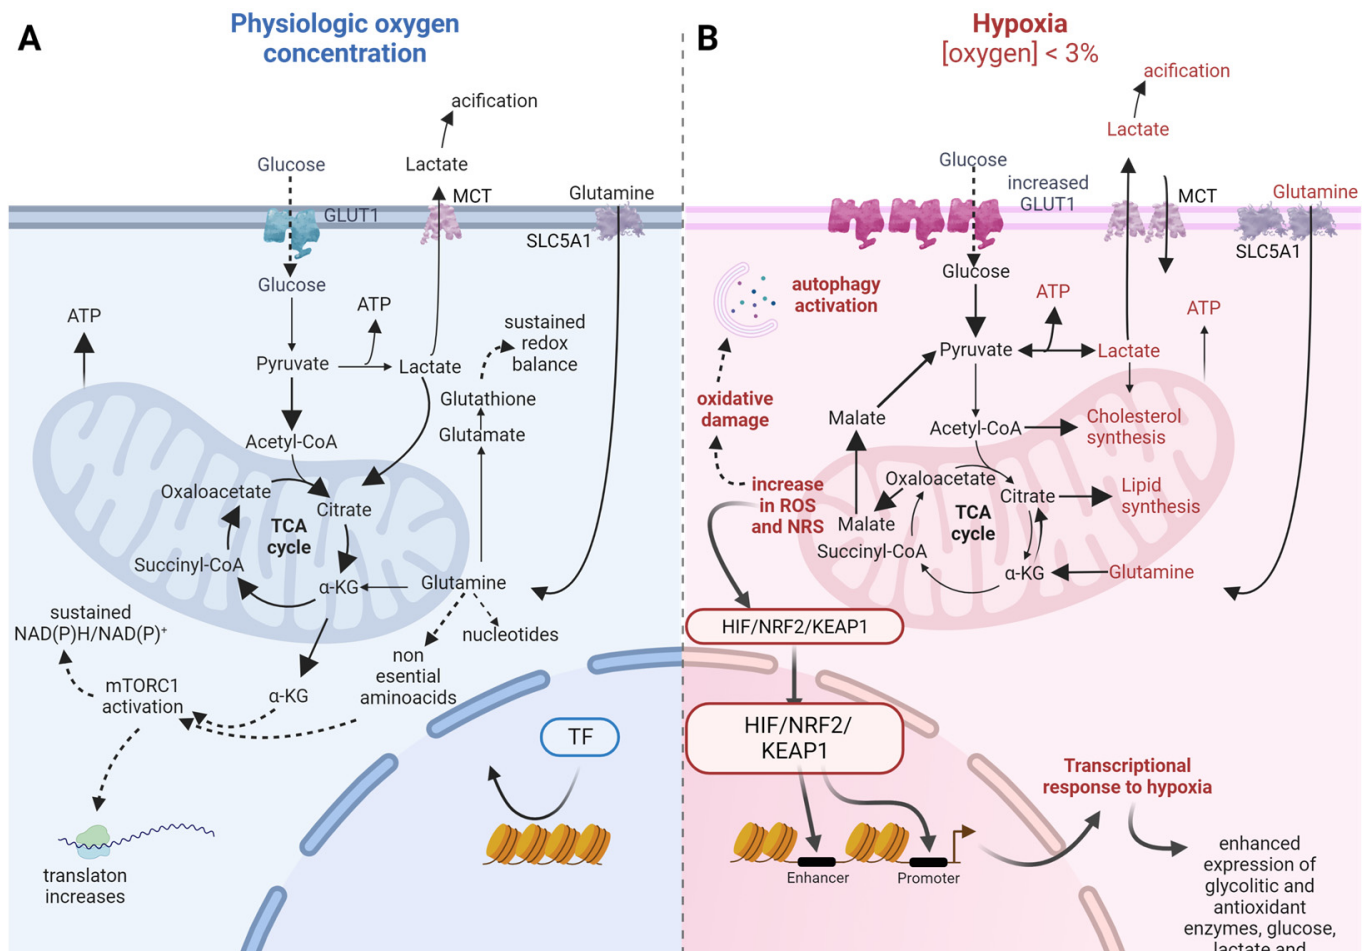 A
Physiologic oxygen
concentration
acification
Glucose
Lactate
MCT
Glutamine
GLUT1
SLC5A1
Glucose
ATP
ATP
sustained
redox
balance
Pyruvate
Lactate
Glutathione
Glutamate
Acetyl-CoA
Oxaloacetate
Citrate
TCA
cycle
Succinyl-CoA
α-KG
Glutamine
sustained
NAD(P)H/NAD(P)+
nucleotides
non
esential
aminoacids
mTORC1
activation
α-KG
TF
translaton
increases
B
Hypoxia
[oxygen] < 3%
acification
Lactate
Glucose
increased
GLUT1
MCT
Glutamine
SLC5A1
Glucose
autophagy
activation
ATP
ATP
Pyruvate
Lactate
oxidative
damage
Malate
Acetyl-CoA
Cholesterol
synthesis
increase
in ROS
and NRS
Oxaloacetate
Citrate
Lipid
synthesis
Malate
TCA
cycle
Succinyl-CoA
α-KG
Glutamine
HIF/NRF2/KEAP1
HIF/NRF2/
KEAP1
Transcriptional
response to hypoxia
Enhancer
Promoter
enhanced
expression of
glycolitic and
antioxidant
enzymes, glucose,
lactate and